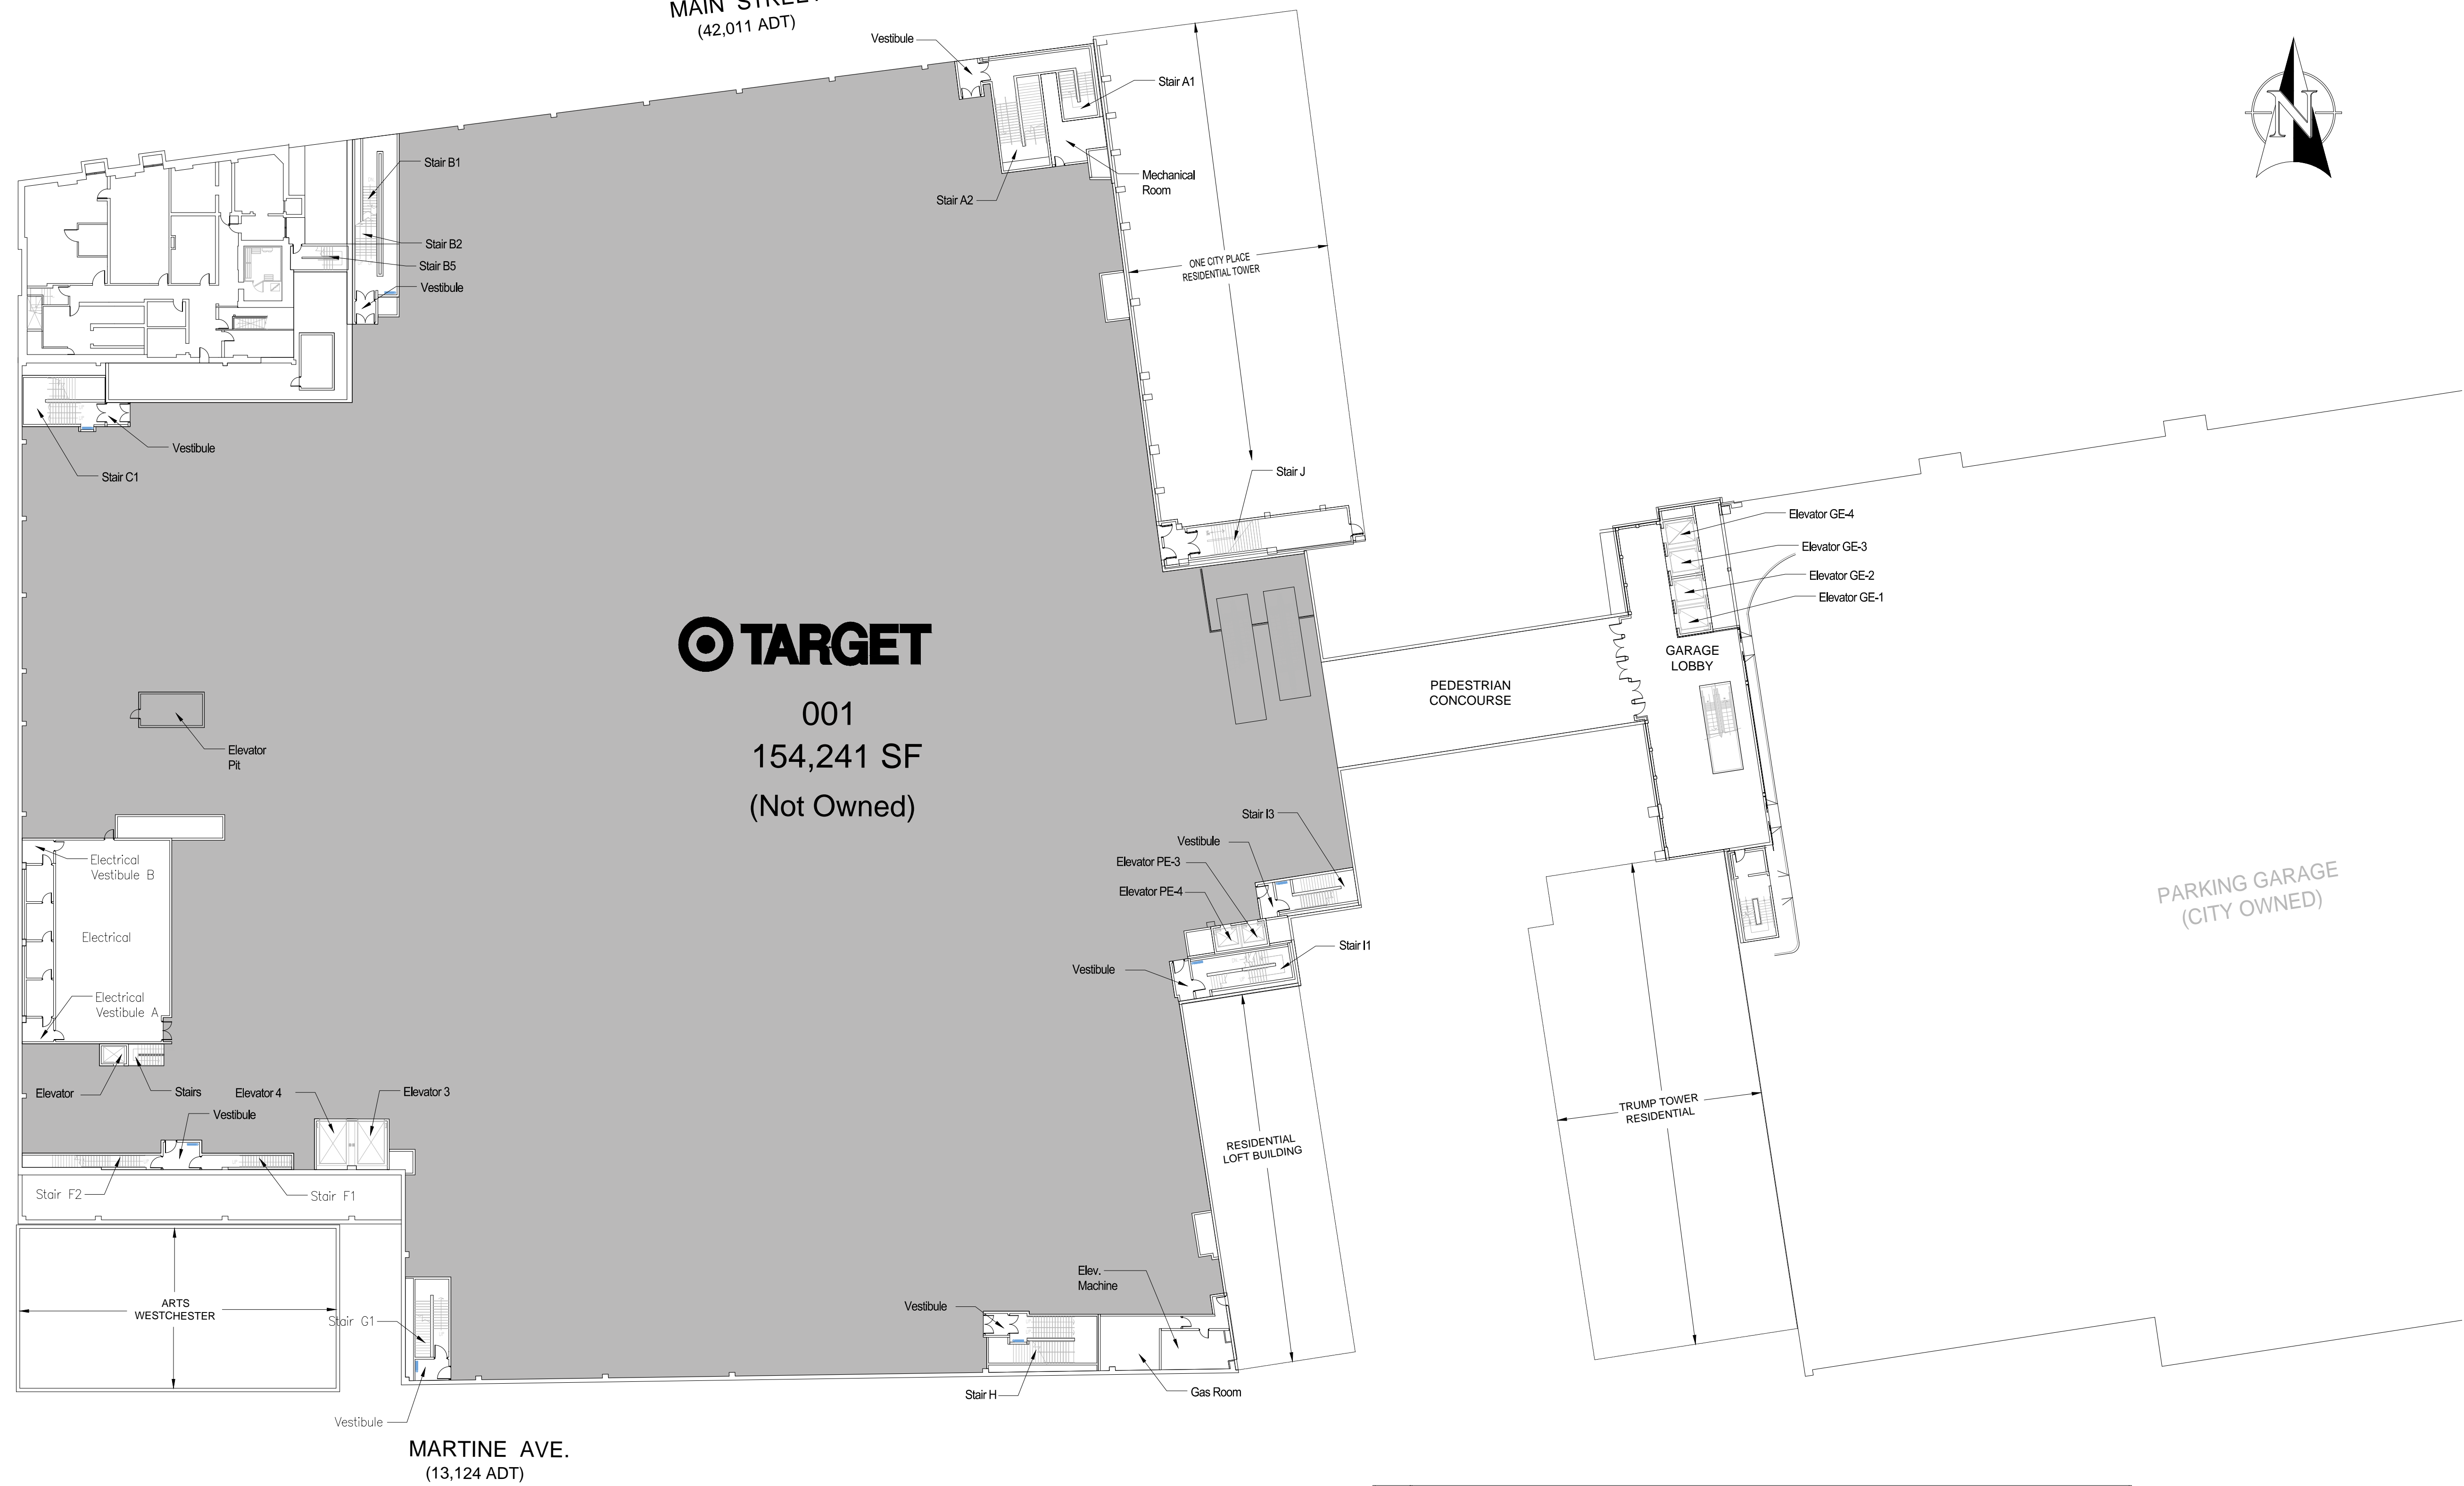 MAIN STREET
(42,011 ADT)
Vestibule
Stair A1
Mechanical
Room
Stair A2
Stair B1
Stair B2
Stair B5
Vestibule
N
ONE CITY PLACE
RESIDENTIAL TOWER
Vestibule
Stair C1
Stair J
Elevator GE-4
Elevator GE-3
Elevator GE-2
Elevator GE-1
GARAGE
LOBBY
TARGET
001
154,241 SF
(Not Owned)
PEDESTRIAN
CONCOURSE
Elevator
Pit
Stair I3
Vestibule
Elevator PE-3
Elevator PE-4
Stair I1
Vestibule
Electrical
Vestibule B
Electrical
Electrical
Vestibule A
PARKING GARAGE
(CITY OWNED)
Elevator
Stairs
Elevator 4
Elevator 3
Vestibule
TRUMP TOWER
RESIDENTIAL
RESIDENTIAL
LOFT BUILDING
Stair F2
Stair F1
ARTS
WESTCHESTER
Stair G1
Elev.
Machine
Vestibule
Stair H
Gas Room
Vestibule
MARTINE AVE.
(13,124 ADT)